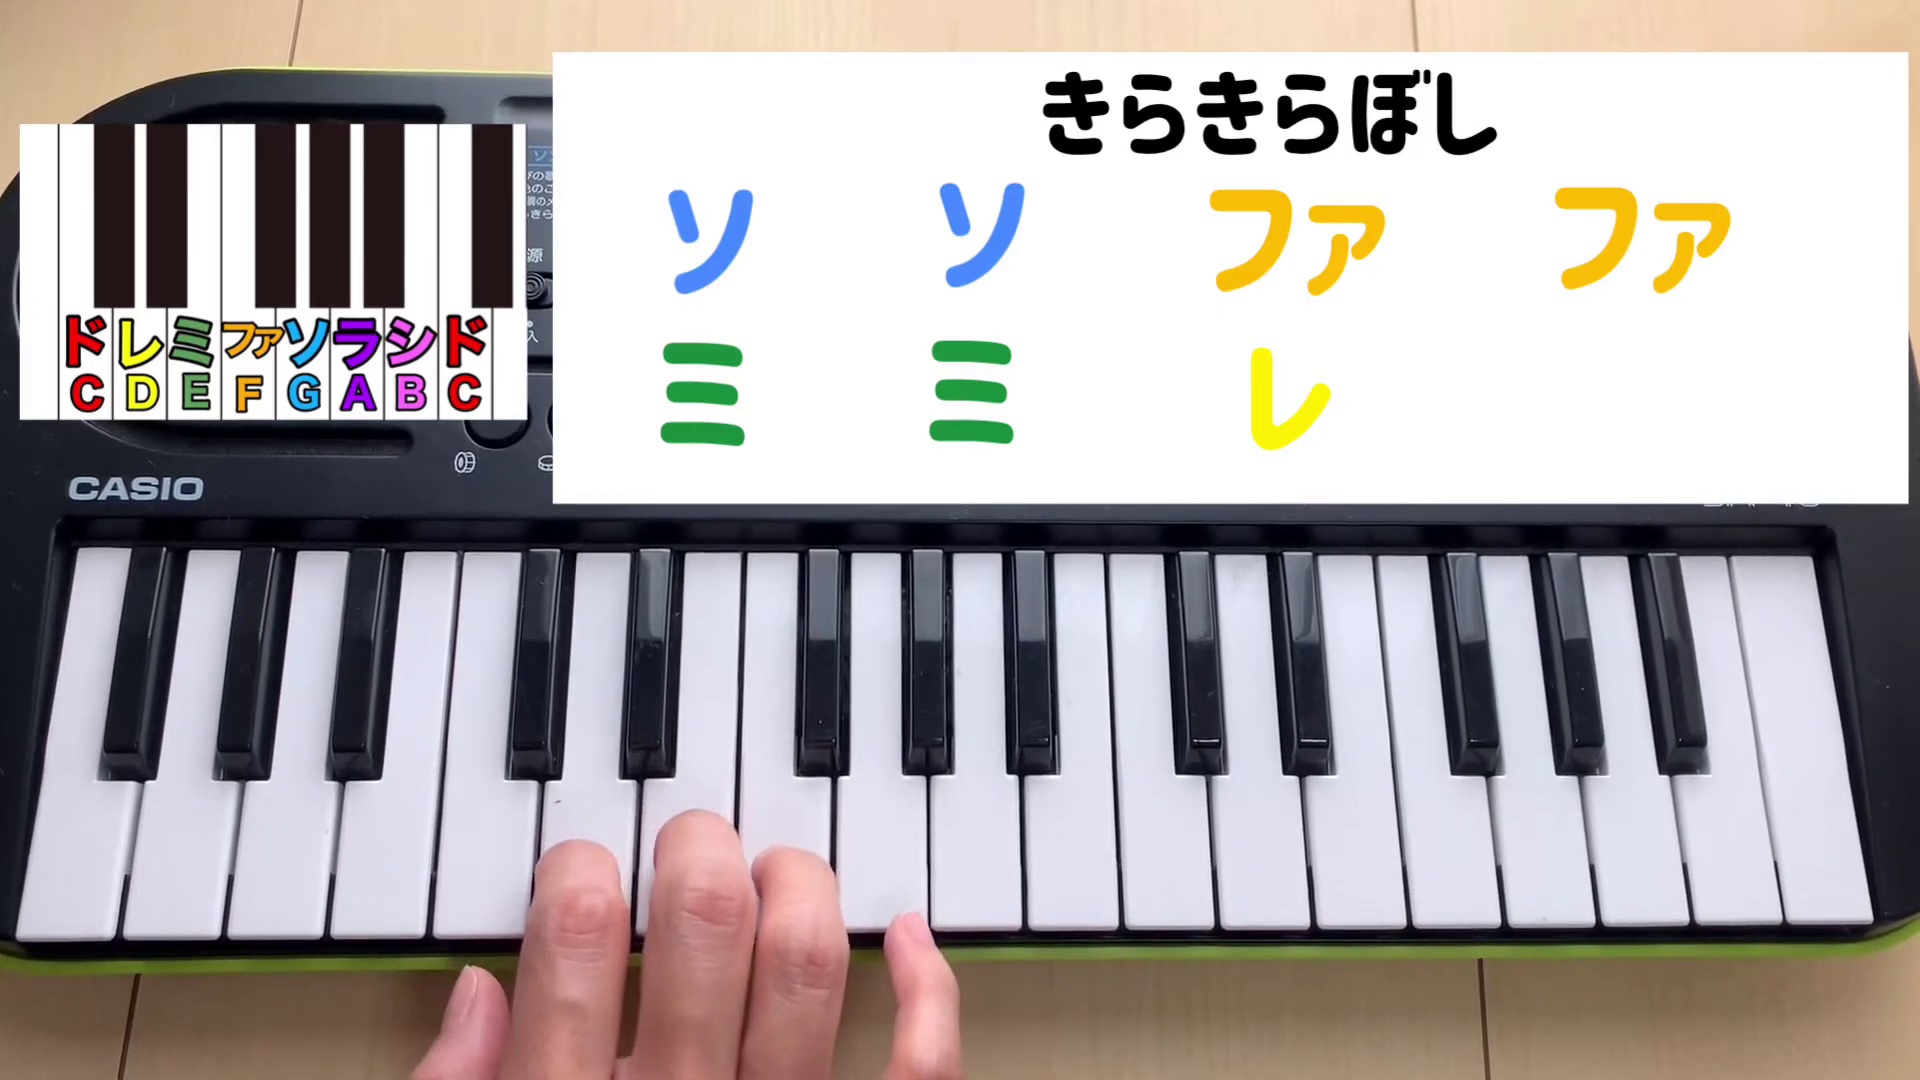 きらきらぼし
ソ ソ ファ ファ
ミ ミ レ
ド レ ミ ファ ソ ラ シ ド
C D E F G A B C
CASIO